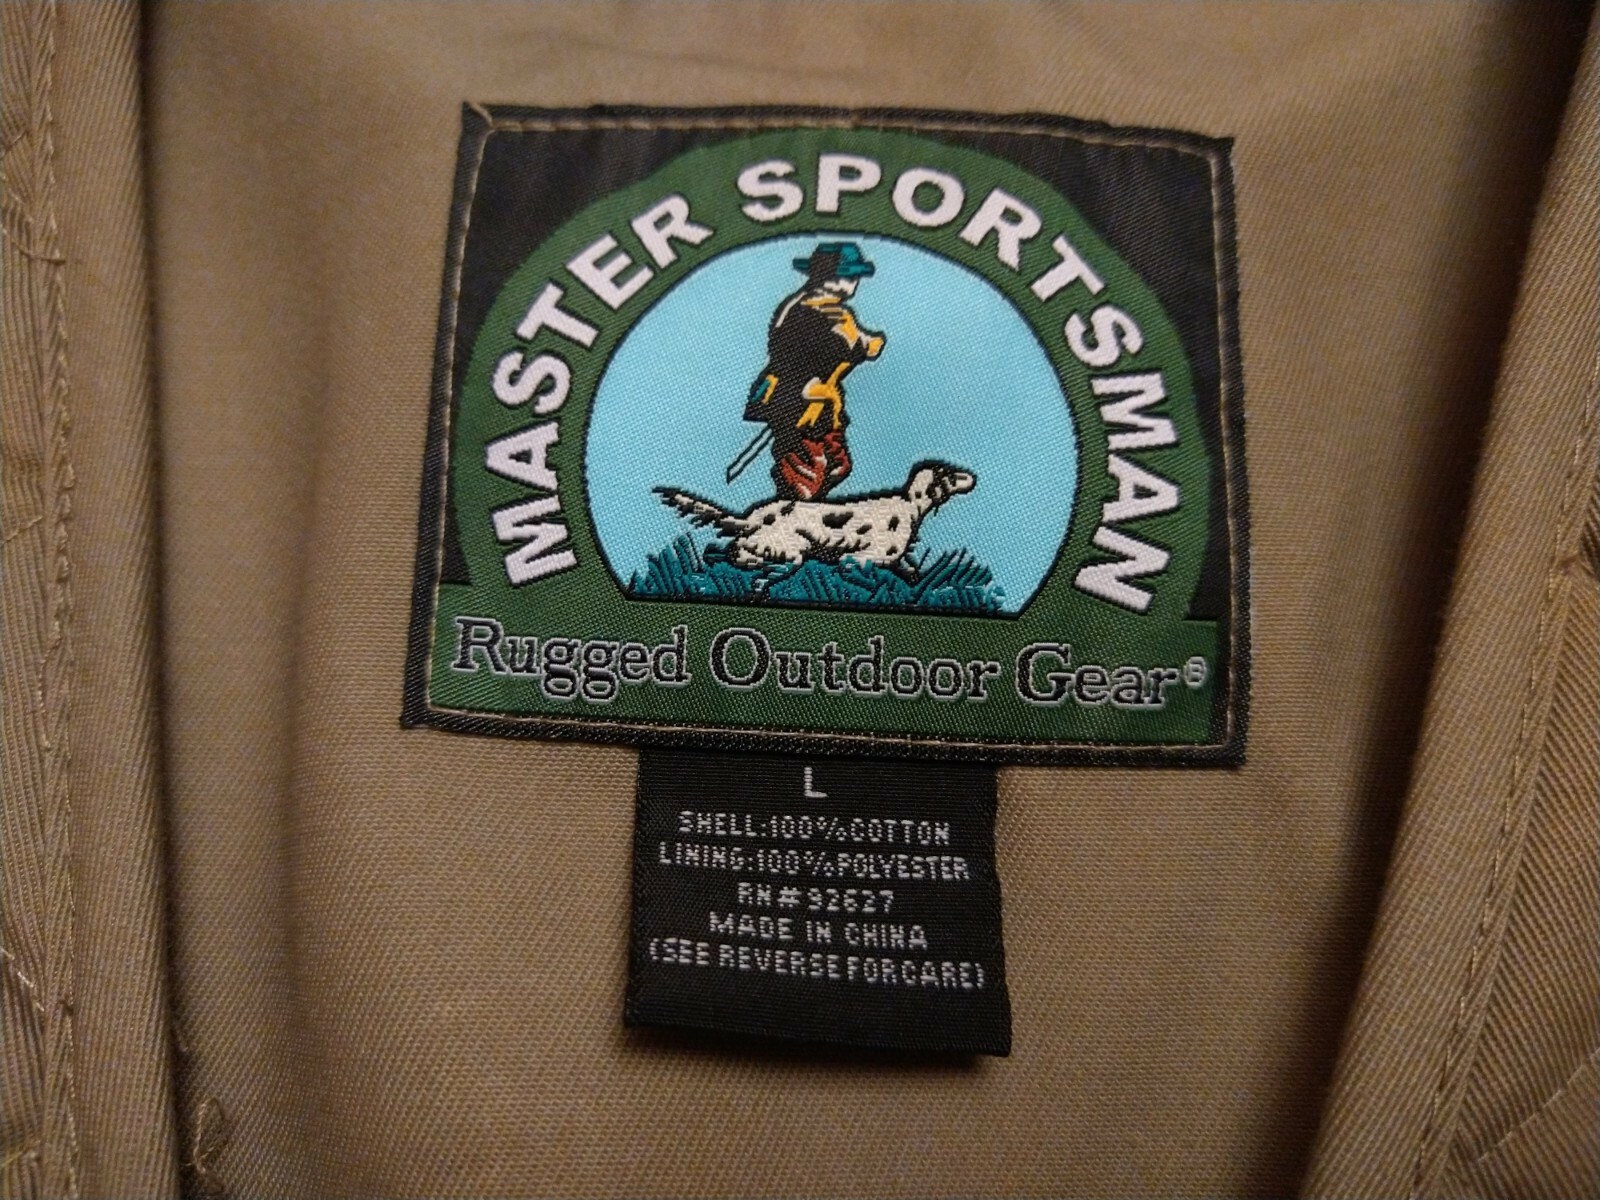 MASTER SPORTSMAN
Rugged Outdoor Gear®
L
SHELL:100%COTTON
LINING:100%POLYESTER
RN#92627
MADE IN CHINA
(SEE REVERSE FOR CARE)